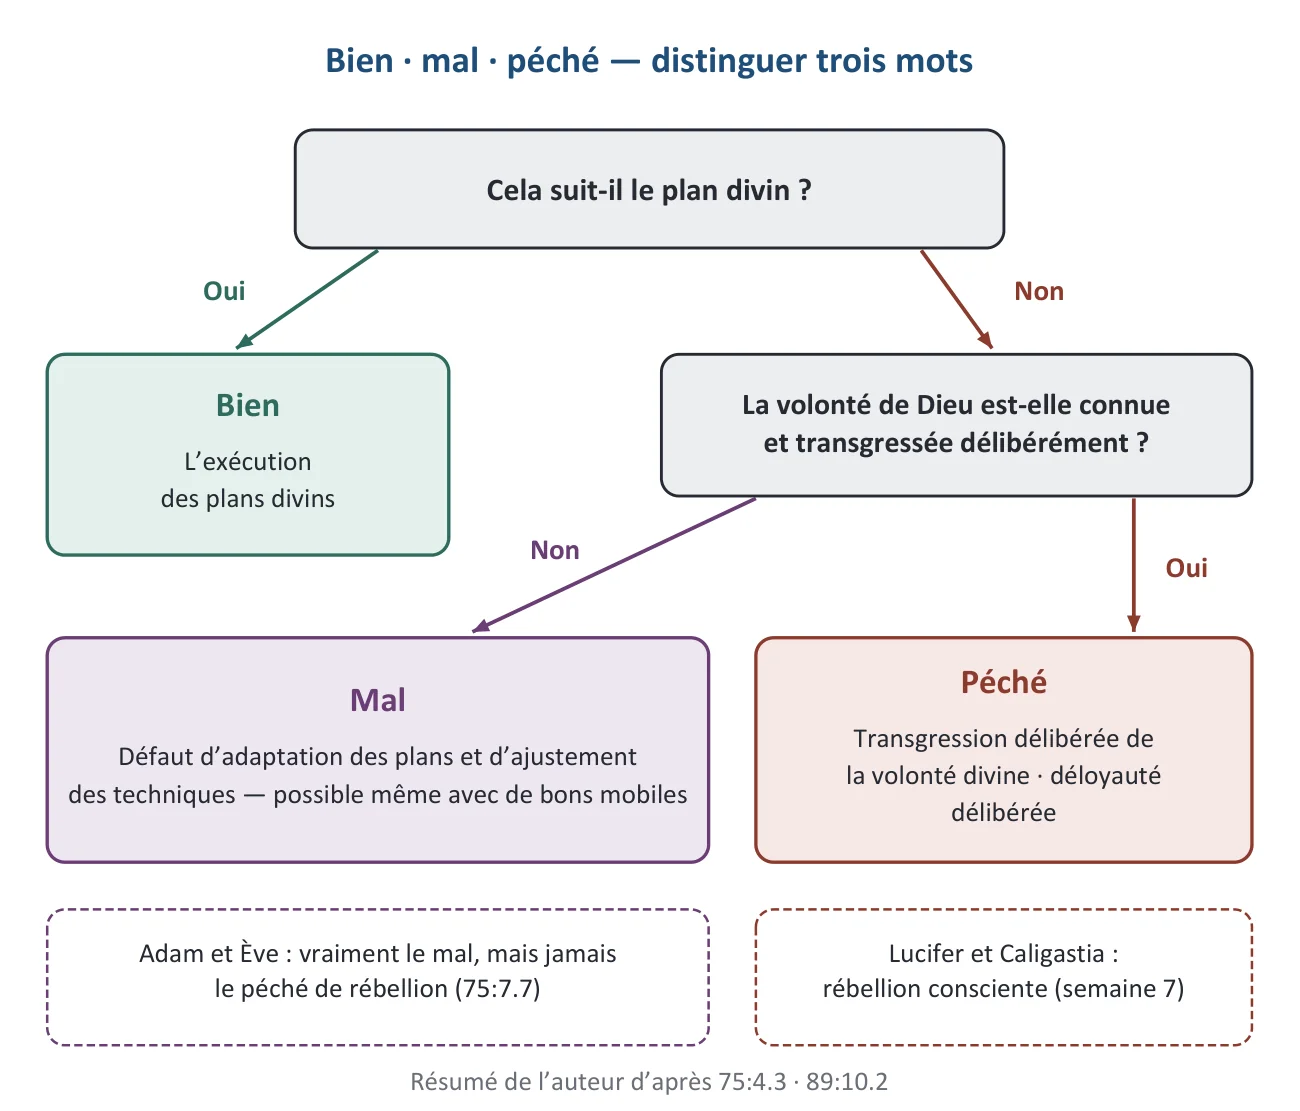 Bien · mal · péché — distinguer trois mots
Cela suit-il le plan divin ?
Oui
Non
Bien
L’exécution
des plans divins
La volonté de Dieu est-elle connue
et transgressée délibérément ?
Non
Oui
Mal
Défaut d’adaptation des plans et d’ajustement
des techniques — possible même avec de bons mobiles
Péché
Transgression délibérée de
la volonté divine · déloyauté
délibérée
Adam et Ève : vraiment le mal, mais jamais
le péché de rébellion (75:7.7)
Lucifer et Caligastia :
rébellion consciente (semaine 7)
Résumé de l’auteur d’après 75:4.3 · 89:10.2